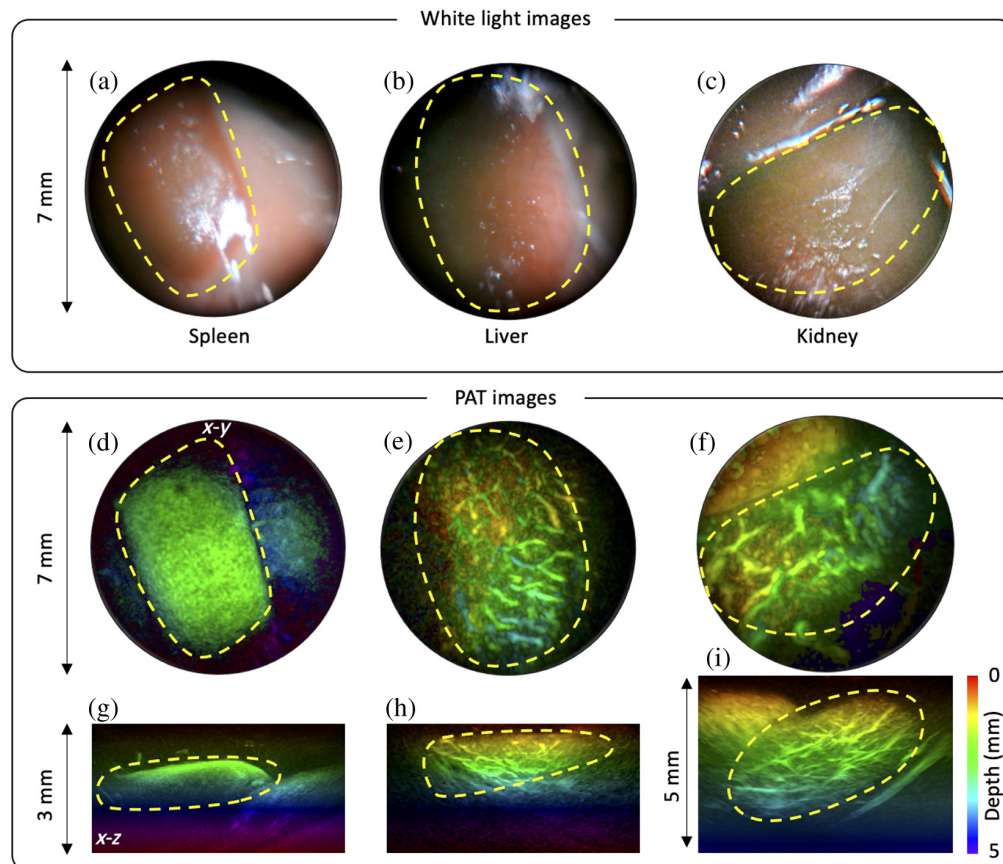 White light images
(a)
(b)
(c)
7 mm
Spleen
Liver
Kidney
PAT images
(d)
x-y
(e)
(f)
7 mm
(g)
(h)
(i)
3 mm
x-z
5 mm
0
Depth (mm)
5